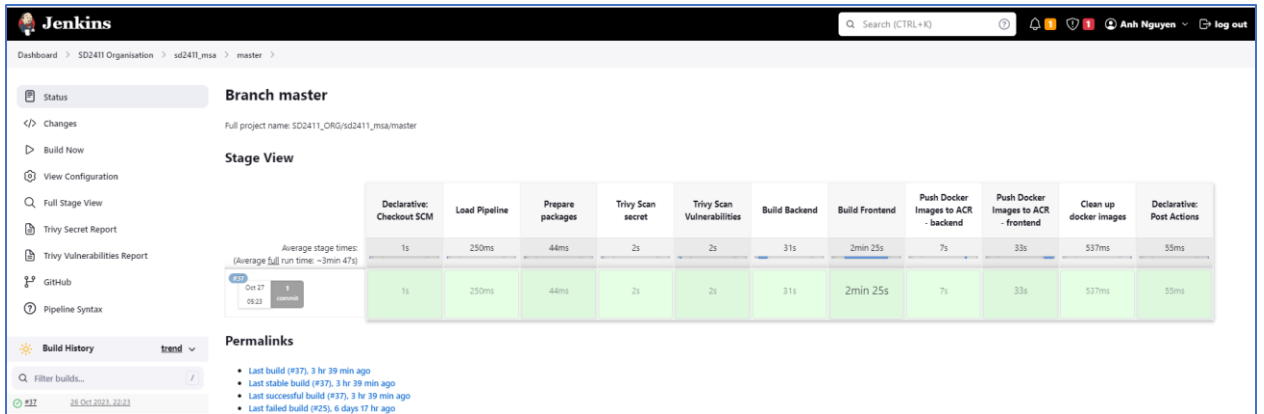 Jenkins
Search (CTRL+K)
1
1
Anh Nguyen
log out
Dashboard > SD2411 Organisation > sd2411_msa > master >
Status
</> Changes
Build Now
View Configuration
Full Stage View
Trivy Secret Report
Trivy Vulnerabilities Report
GitHub
Pipeline Syntax
Build History
trend
Filter builds...
/
#37
26 Oct 2023, 22:23
Branch master
Full project name: SD2411_ORG/sd2411_msa/master
Stage View
Declarative:
Checkout SCM
Load Pipeline
Prepare
packages
Trivy Scan
secret
Trivy Scan
Vulnerabilities
Build Backend
Build Frontend
Push Docker
Images to ACR
- backend
Push Docker
Images to ACR
- frontend
Clean up
docker images
Declarative:
Post Actions
Average stage times:
(Average full run time: ~3min 47s)
1s 250ms 44ms 2s 2s 31s 2min 25s 7s 33s 537ms 55ms
#37
Oct 27
05:23
1
commit
1s 250ms 44ms 2s 2s 31s 2min 25s 7s 33s 537ms 55ms
Permalinks
Last build (#37), 3 hr 39 min ago
Last stable build (#37), 3 hr 39 min ago
Last successful build (#37), 3 hr 39 min ago
Last failed build (#25), 6 days 17 hr ago